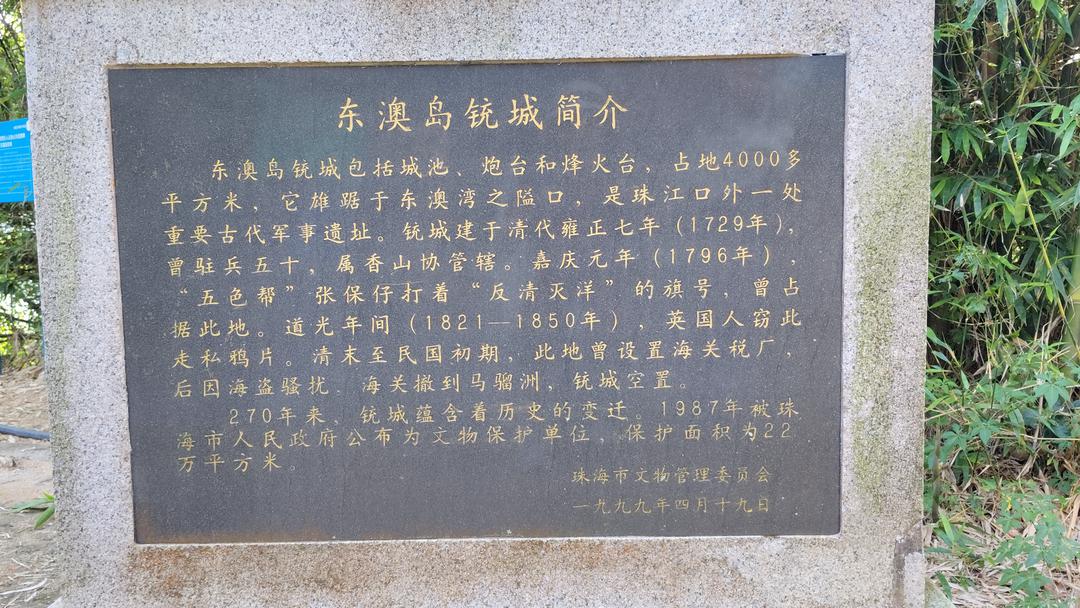 东澳岛铳城简介
东澳岛铳城包括城池、炮台和烽火台，占地4000多
平方米，它雄踞于东澳湾之隘口，是珠江口外一处
重要古代军事遗址。铳城建于清代雍正七年（1729年），
曾驻兵五十，属香山协管辖。嘉庆元年（1796年），
“五色帮”张保仔打着“反清灭洋”的旗号，曾占
据此地。道光年间（1821—1850年），英国人窃此
走私鸦片。清末至民国初期，此地曾设置海关税厂，
后因海盗骚扰 海关撤到马骝洲，铳城空置。
270年来，铳城蕴含着历史的变迁。1987年被珠
海市人民政府公布为文物保护单位，保护面积为22
万平方米。
珠海市文物管理委员会
一九九九年四月十九日